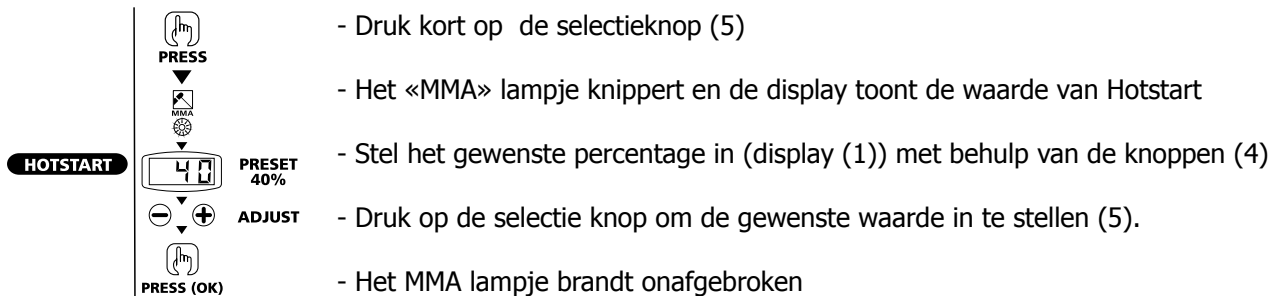 PRESS
- Druk kort op  de selectieknop (5)
MMA
- Het «MMA» lampje knippert en de display toont de waarde van Hotstart
HOTSTART
40
PRESET
40%
- Stel het gewenste percentage in (display (1)) met behulp van de knoppen (4)
ADJUST
- Druk op de selectie knop om de gewenste waarde in te stellen (5).
PRESS (OK)
- Het MMA lampje brandt onafgebroken